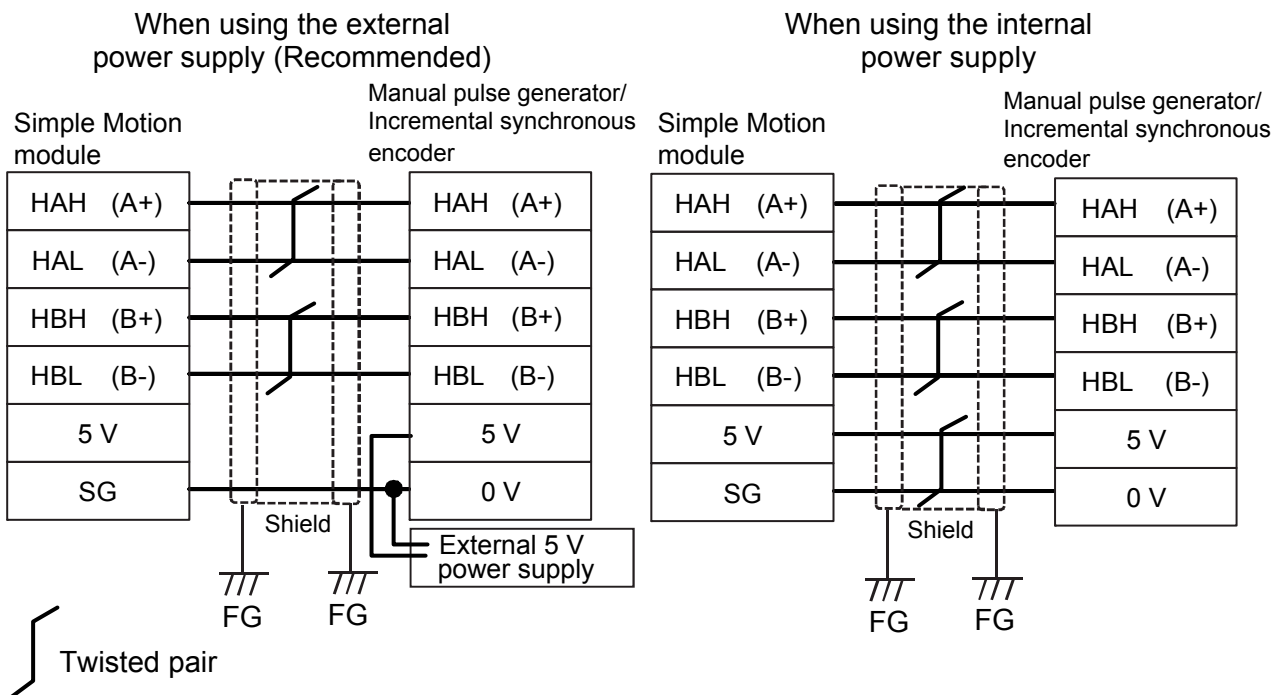 When using the external
power supply (Recommended)
Simple Motion
module
Manual pulse generator/
Incremental synchronous
encoder
HAH (A+)
HAH (A+)
HAL (A-)
HAL (A-)
HBH (B+)
HBH (B+)
HBL (B-)
HBL (B-)
5 V
5 V
SG
0 V
Shield
External 5 V
power supply
FG
FG
Twisted pair
When using the internal
power supply
Simple Motion
module
Manual pulse generator/
Incremental synchronous
encoder
HAH (A+)
HAH (A+)
HAL (A-)
HAL (A-)
HBH (B+)
HBH (B+)
HBL (B-)
HBL (B-)
5 V
5 V
SG
0 V
Shield
FG
FG